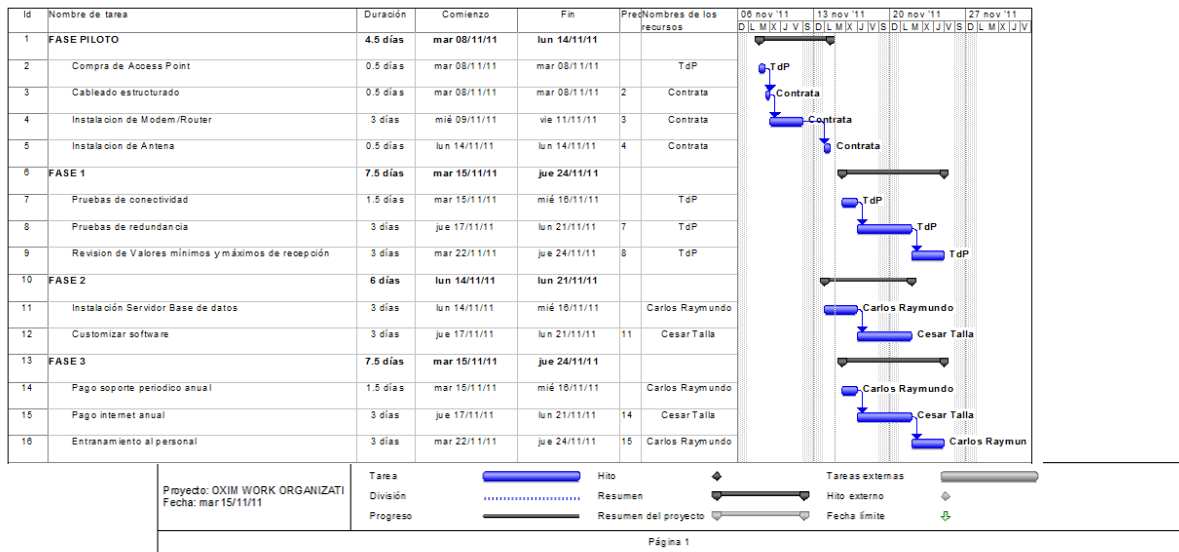 Id Nombre de tarea Duración Comienzo Fin Pred Nombres de los recursos 06 nov '11 13 nov '11 20 nov '11 27 nov '11
D L M X J V S D L M X J V S D L M X J V S D L M X J V
1 FASE PILOTO 4.5 días mar 08/11/11 lun 14/11/11
2 Compra de Access Point 0.5 días mar 08/11/11 mar 08/11/11 TdP TdP
3 Cableado estructurado 0.5 días mar 08/11/11 mar 08/11/11 2 Contrata Contrata
4 Instalacion de Modem/Router 3 días mié 09/11/11 vie 11/11/11 3 Contrata Contrata
5 Instalacion de Antena 0.5 días lun 14/11/11 lun 14/11/11 4 Contrata Contrata
6 FASE 1 7.5 días mar 15/11/11 jue 24/11/11
7 Pruebas de conectividad 1.5 días mar 15/11/11 mié 16/11/11 TdP TdP
8 Pruebas de redundancia 3 días jue 17/11/11 lun 21/11/11 7 TdP TdP
9 Revision de Valores mínimos y máximos de recepción 3 días mar 22/11/11 jue 24/11/11 8 TdP TdP
10 FASE 2 6 días lun 14/11/11 lun 21/11/11
11 Instalación Servidor Base de datos 3 días lun 14/11/11 mié 16/11/11 Carlos Raymundo Carlos Raymundo
12 Customizar software 3 días jue 17/11/11 lun 21/11/11 11 Cesar Talla Cesar Talla
13 FASE 3 7.5 días mar 15/11/11 jue 24/11/11
14 Pago soporte periodico anual 1.5 días mar 15/11/11 mié 16/11/11 Carlos Raymundo Carlos Raymundo
15 Pago internet anual 3 días jue 17/11/11 lun 21/11/11 14 Cesar Talla Cesar Talla
16 Entranamiento al personal 3 días mar 22/11/11 jue 24/11/11 15 Carlos Raymundo Carlos Raymun
Proyecto: OXIM WORK ORGANIZATI
Fecha: mar 15/11/11
Tarea Hito Tareas externas
División Resumen Hito externo
Progreso Resumen del proyecto Fecha límite
Página 1